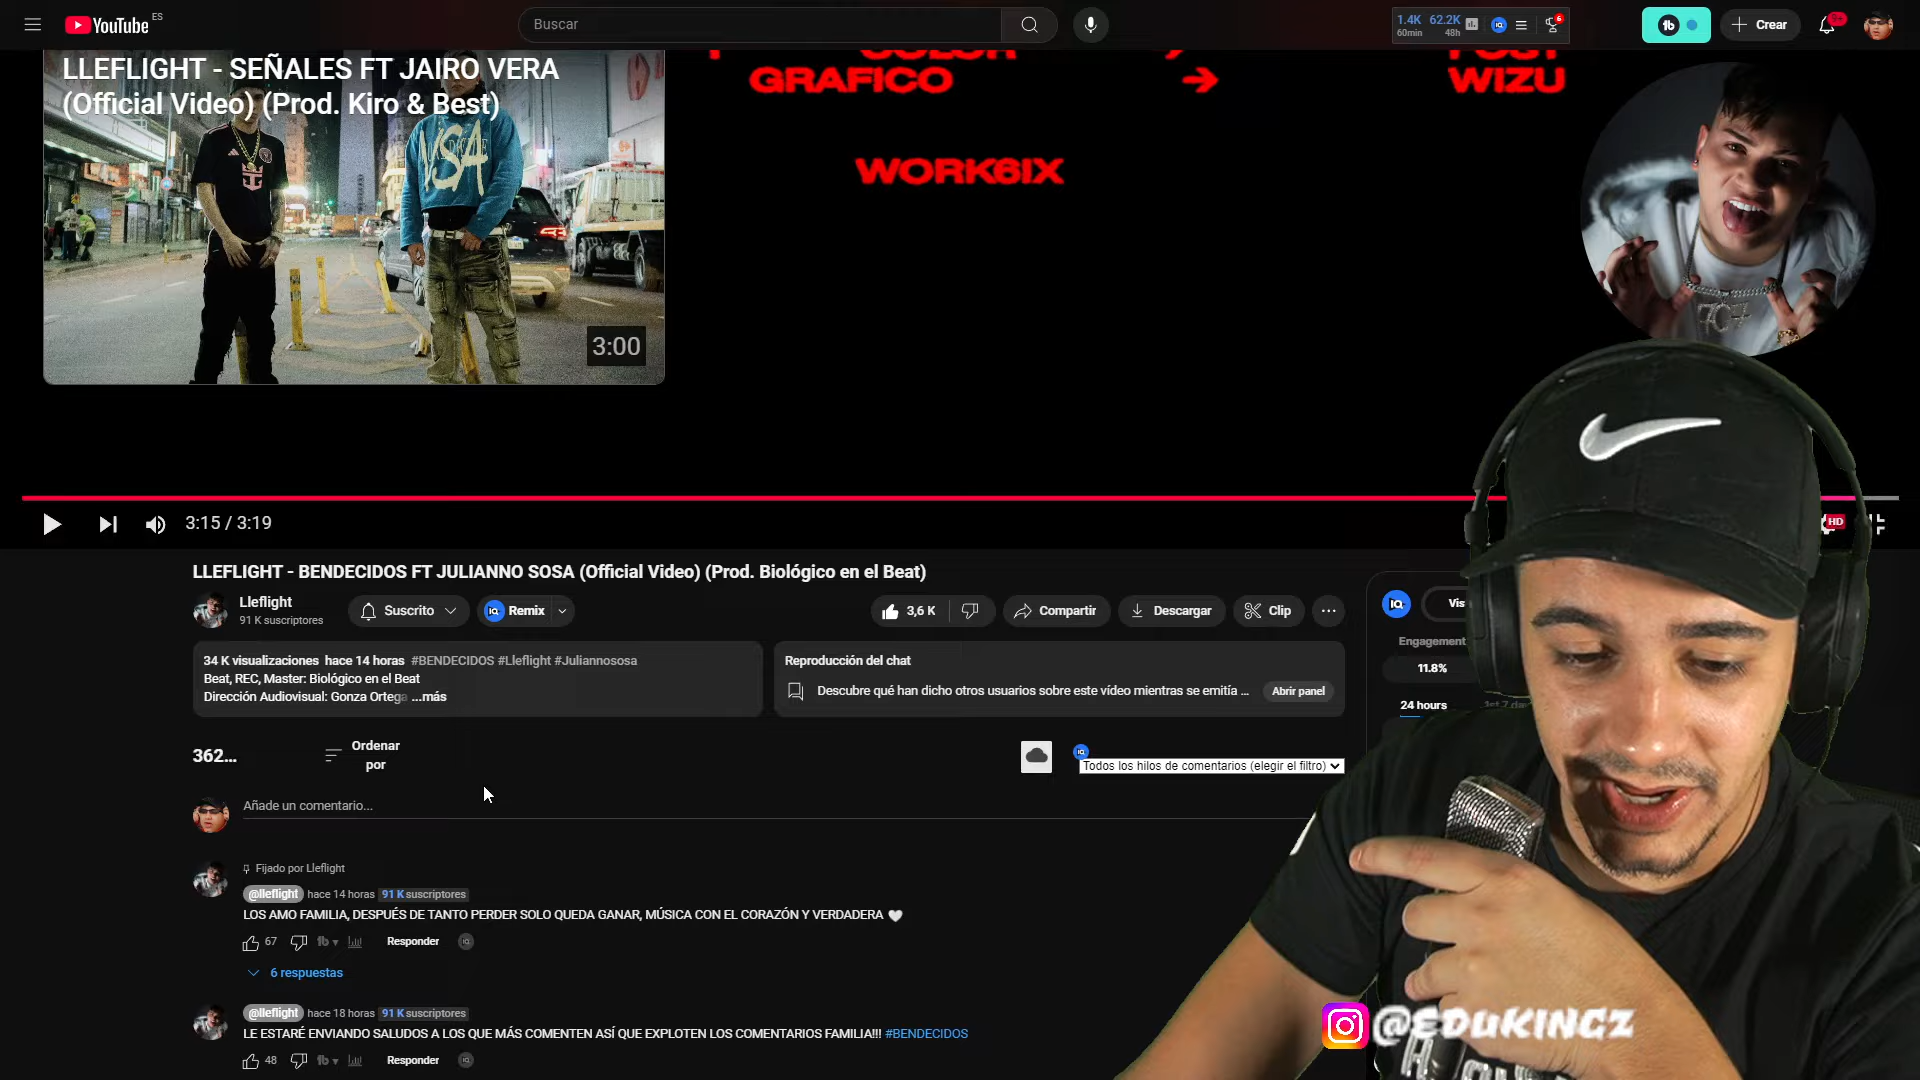 YouTube ES
Buscar
1.4K 62.2K
60min 48h
6
Crear
9+
LLEFLIGHT - SEÑALES FT JAIRO VERA
(Official Video) (Prod. Kiro & Best)
3:00
COLOR
GRAFICO
POST
WIZU
WORK6IX
3:15 / 3:19
HD
LLEFLIGHT - BENDECIDOS FT JULIANNO SOSA (Official Video) (Prod. Biológico en el Beat)
Lleflight
91 K suscriptores
Suscrito
Remix
3,6 K
Compartir
Descargar
Clip
34 K visualizaciones hace 14 horas #BENDECIDOS #Lleflight #Juliannososa
Beat, REC, Master: Biológico en el Beat
Dirección Audiovisual: Gonza Ortega ...más
Reproducción del chat
Descubre qué han dicho otros usuarios sobre este vídeo mientras se emitía ...
Abrir panel
Engagement
11.8%
24 hours
362...
Ordenar
por
Todos los hilos de comentarios (elegir el filtro)
Añade un comentario...
Fijado por Lleflight
@lleflight hace 14 horas 91 K suscriptores
LOS AMO FAMILIA, DESPUÉS DE TANTO PERDER SOLO QUEDA GANAR, MÚSICA CON EL CORAZÓN Y VERDADERA 🤍
67 Responder
6 respuestas
@lleflight hace 18 horas 91 K suscriptores
LE ESTARÉ ENVIANDO SALUDOS A LOS QUE MÁS COMENTEN ASÍ QUE EXPLOTEN LOS COMENTARIOS FAMILIA!!! #BENDECIDOS
48 Responder
@EDUKINGZ